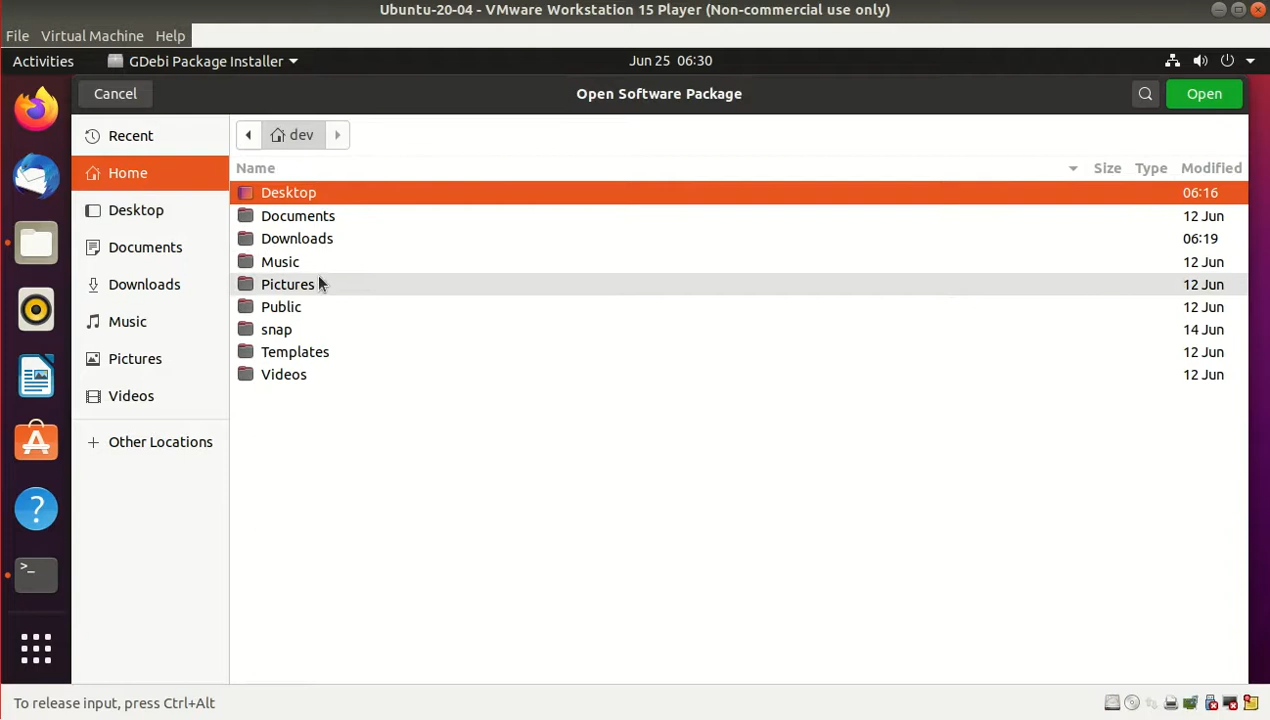 Ubuntu-20-04 - VMware Workstation 15 Player (Non-commercial use only)
File Virtual Machine Help
Activities GDebi Package Installer Jun 25 06:30
Cancel Open Software Package Open
Recent
Home
Desktop
Documents
Downloads
Music
Pictures
Videos
Other Locations
dev
Name Size Type Modified
Desktop 06:16
Documents 12 Jun
Downloads 06:19
Music 12 Jun
Pictures 12 Jun
Public 12 Jun
snap 14 Jun
Templates 12 Jun
Videos 12 Jun
To release input, press Ctrl+Alt